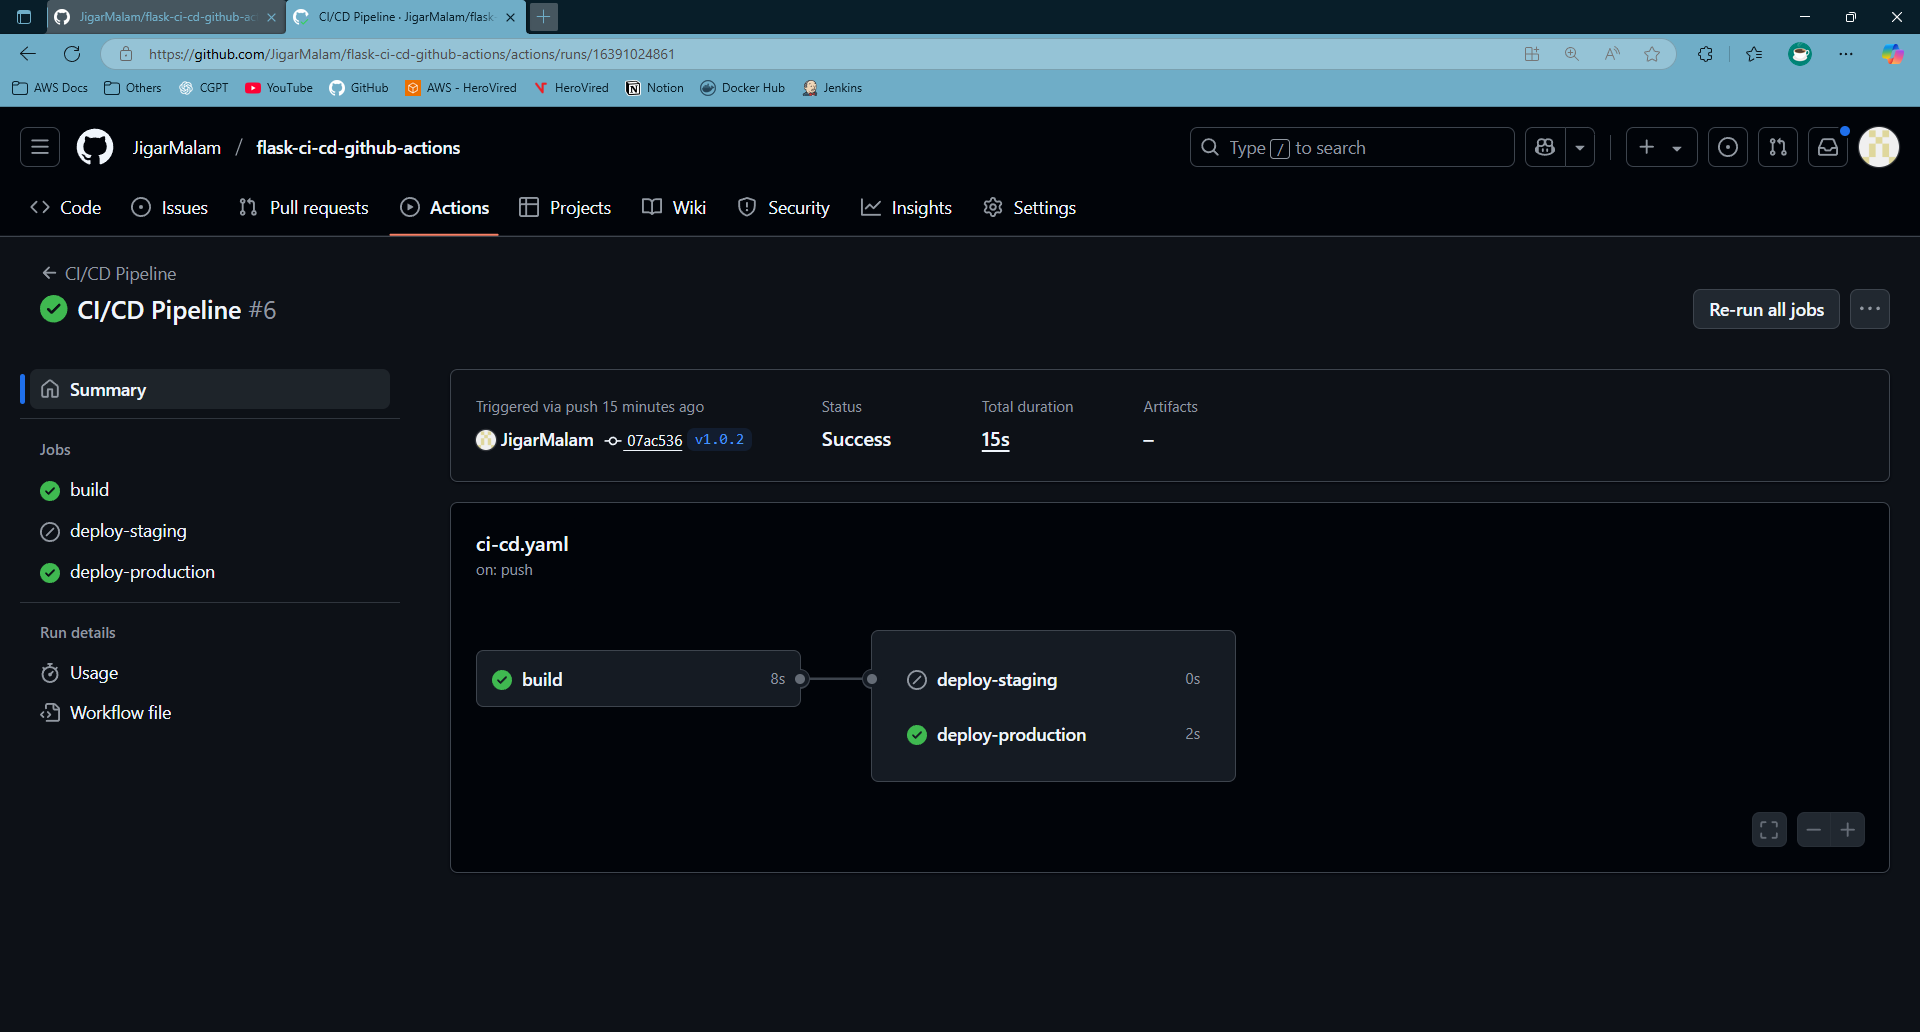 JigarMalam/flask-ci-cd-github-ac
CI/CD Pipeline · JigarMalam/flask
https://github.com/JigarMalam/flask-ci-cd-github-actions/actions/runs/16391024861
AWS Docs
Others
CGPT
YouTube
GitHub
AWS - HeroVired
HeroVired
Notion
Docker Hub
Jenkins
JigarMalam / flask-ci-cd-github-actions
Type / to search
Code
Issues
Pull requests
Actions
Projects
Wiki
Security
Insights
Settings
CI/CD Pipeline
CI/CD Pipeline #6
Re-run all jobs
Summary
Jobs
build
deploy-staging
deploy-production
Run details
Usage
Workflow file
Triggered via push 15 minutes ago
JigarMalam 07ac536 v1.0.2
Status
Success
Total duration
15s
Artifacts
–
ci-cd.yaml
on: push
build 8s
deploy-staging 0s
deploy-production 2s